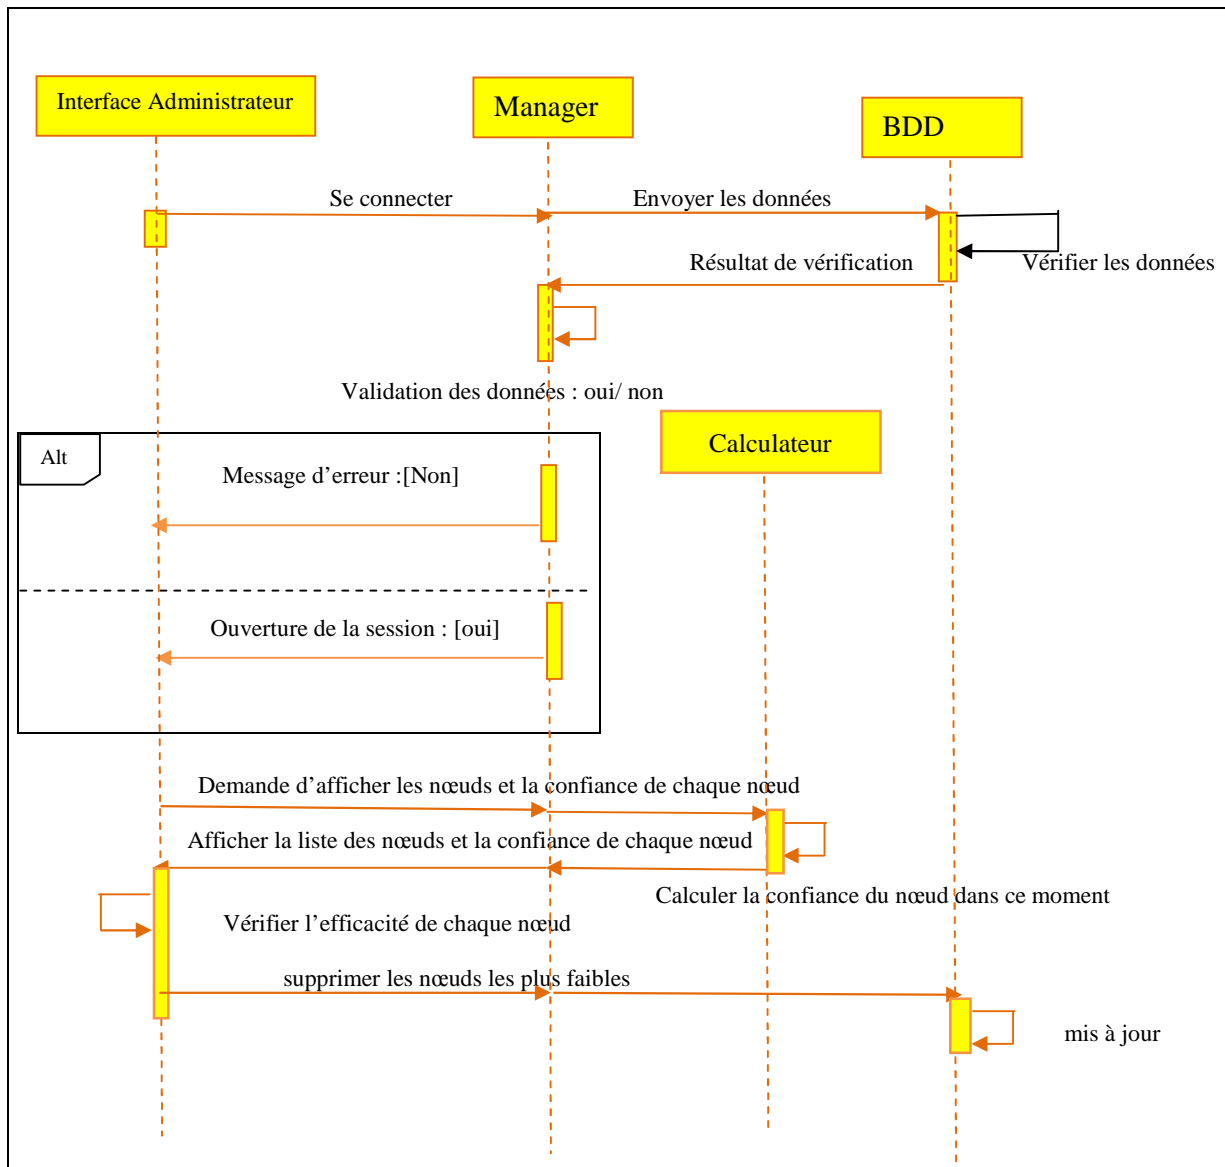 Interface Administrateur
Manager
BDD
Se connecter
Envoyer les données
Vérifier les données
Résultat de vérification
Validation des données : oui/ non
Alt
Calculateur
Message d’erreur :[Non]
Ouverture de la session : [oui]
Demande d’afficher les nœuds et la confiance de chaque nœud
Afficher la liste des nœuds et la confiance de chaque nœud
Calculer la confiance du nœud dans ce moment
Vérifier l’efficacité de chaque nœud
supprimer les nœuds les plus faibles
mis à jour